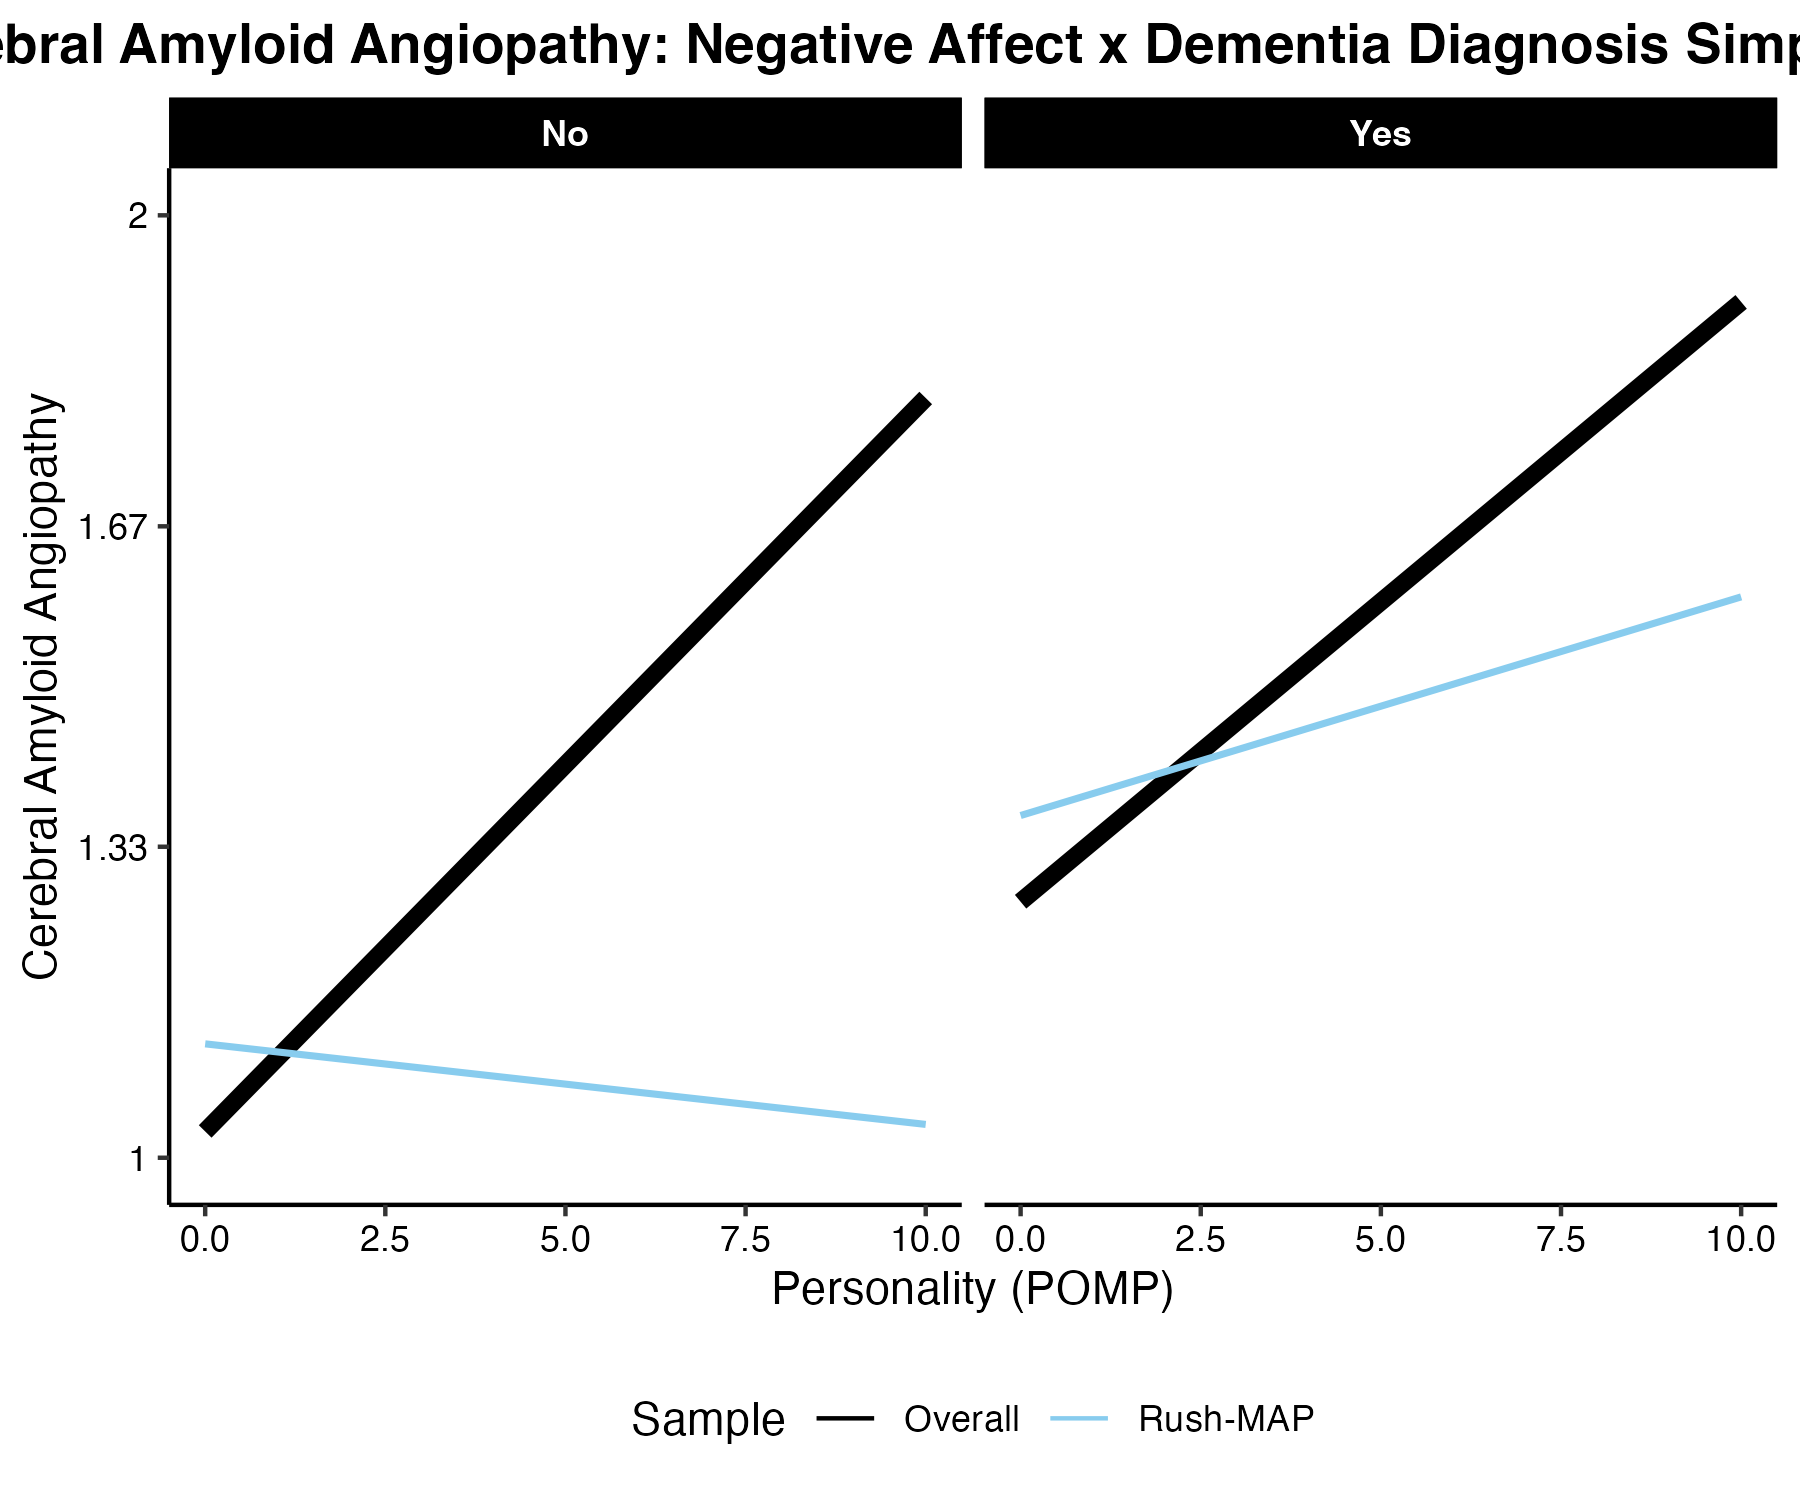 ebral Amyloid Angiopathy: Negative Affect x Dementia Diagnosis Simp
No
Yes
Cerebral Amyloid Angiopathy
2
1.67
1.33
1
0.0 2.5 5.0 7.5 10.0 0.0 2.5 5.0 7.5 10.0
Personality (POMP)
Sample Overall Rush-MAP